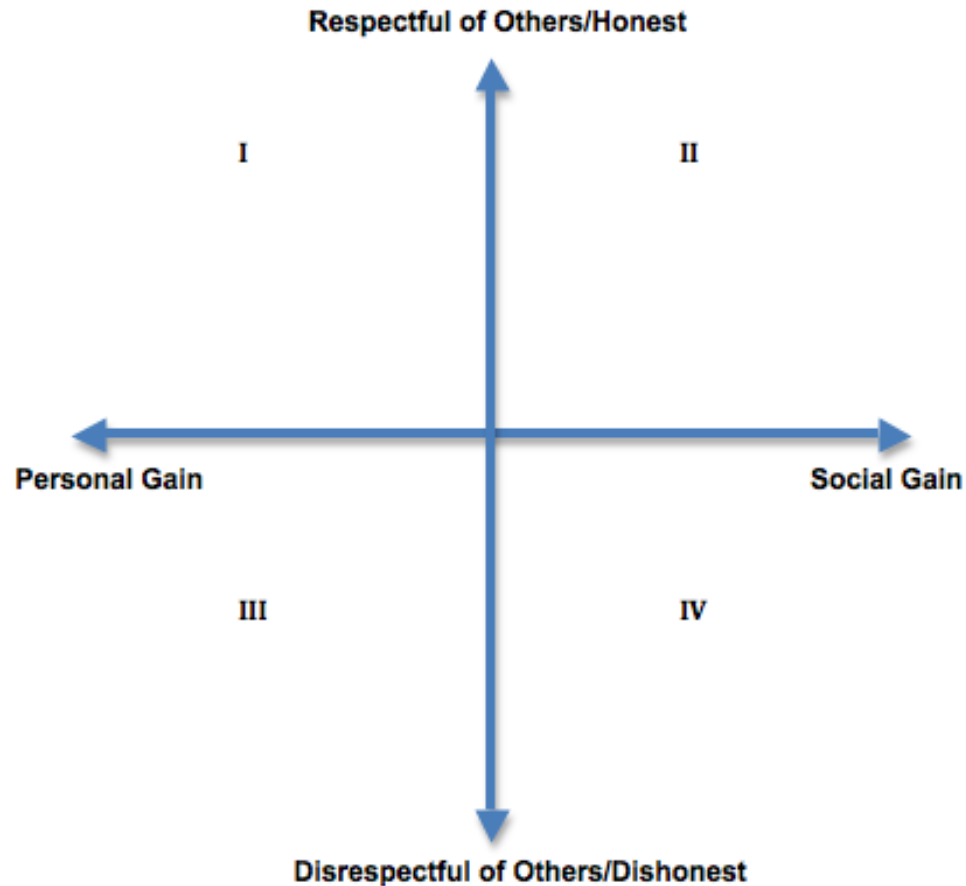 Respectful of Others/Honest
I
II
Personal Gain
Social Gain
III
IV
Disrespectful of Others/Dishonest